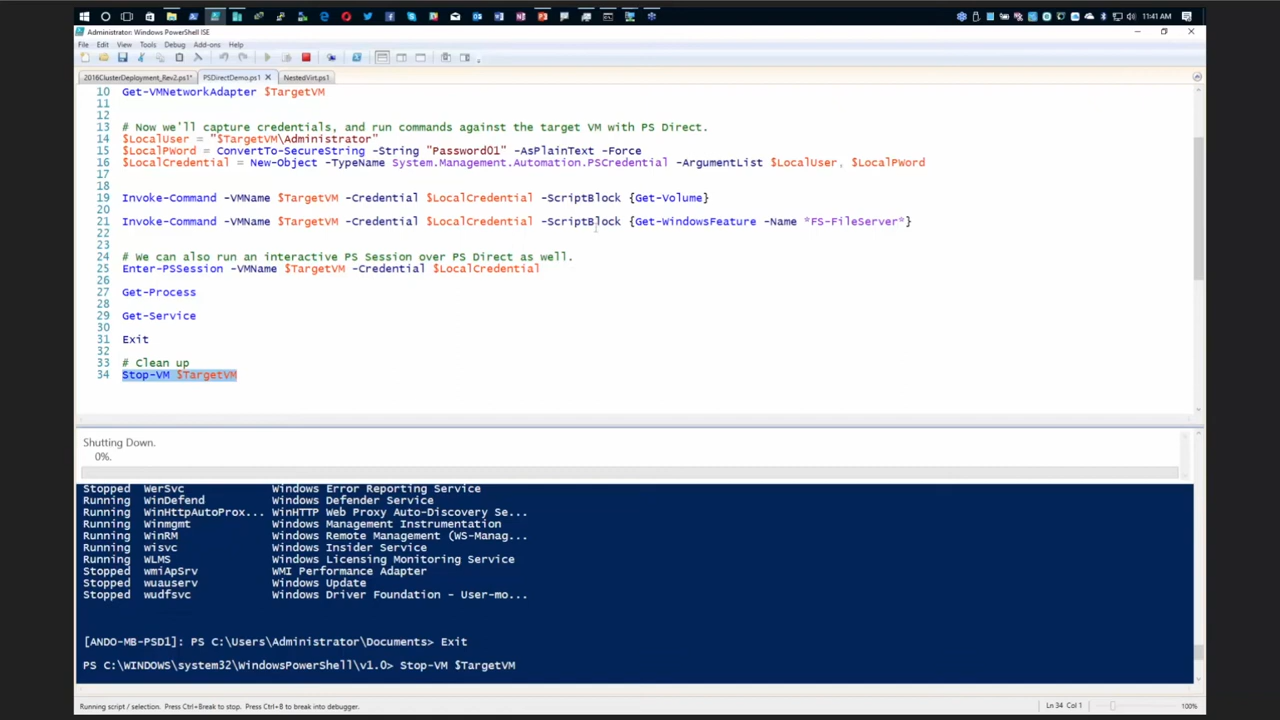 11:41 AM
Administrator: Windows PowerShell ISE
File Edit View Tools Debug Add-ons Help
2016ClusterDeployment_Rev2.ps1* PSDirectDemo.ps1 X NestedVirt.ps1
10 Get-VMNetworkAdapter $TargetVM
11
12
13 # Now we'll capture credentials, and run commands against the target VM with PS Direct.
14 $LocalUser = "$TargetVM\Administrator"
15 $LocalPWord = ConvertTo-SecureString -String "Password01" -AsPlainText -Force
16 $LocalCredential = New-Object -TypeName System.Management.Automation.PSCredential -ArgumentList $LocalUser, $LocalPWord
17
18
19 Invoke-Command -VMName $TargetVM -Credential $LocalCredential -ScriptBlock {Get-Volume}
20
21 Invoke-Command -VMName $TargetVM -Credential $LocalCredential -ScriptBlock {Get-WindowsFeature -Name *FS-FileServer*}
22
23
24 # We can also run an interactive PS Session over PS Direct as well.
25 Enter-PSSession -VMName $TargetVM -Credential $LocalCredential
26
27 Get-Process
28
29 Get-Service
30
31 Exit
32
33 # Clean up
34 Stop-VM $TargetVM
Shutting Down.
0%.
Stopped WerSvc Windows Error Reporting Service
Running WinDefend Windows Defender Service
Running WinHttpAutoProx... WinHTTP Web Proxy Auto-Discovery Se...
Running Winmgmt Windows Management Instrumentation
Running WinRM Windows Remote Management (WS-Manag...
Running wisvc Windows Insider Service
Running WLMS Windows Licensing Monitoring Service
Stopped wmiApSrv WMI Performance Adapter
Stopped wuauserv Windows Update
Stopped wudfsvc Windows Driver Foundation - User-mo...
[ANDO-MB-PSD1]: PS C:\Users\Administrator\Documents> Exit
PS C:\WINDOWS\system32\WindowsPowerShell\v1.0> Stop-VM $TargetVM
Running script / selection. Press Ctrl+Break to stop. Press Ctrl+B to break into debugger. Ln 34 Col 1 100%